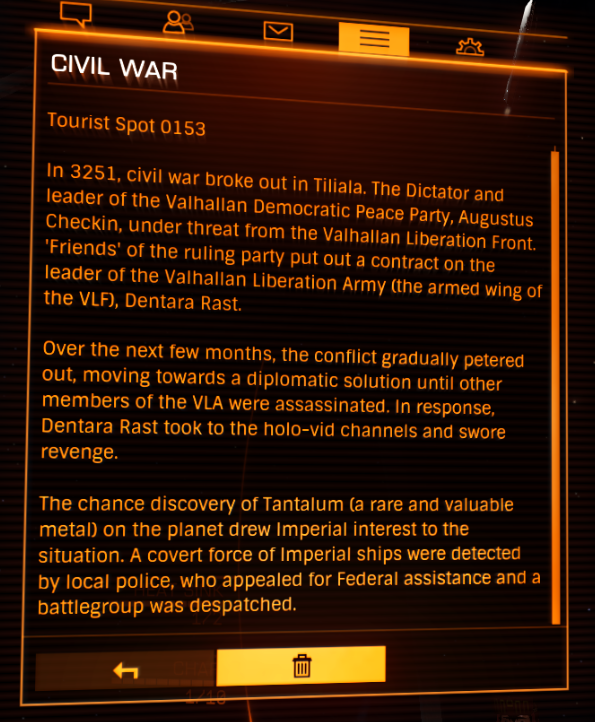 CIVIL WAR
Tourist Spot 0153
In 3251, civil war broke out in Tiliala. The Dictator and
leader of the Valhallan Democratic Peace Party, Augustus
Checkin, under threat from the Valhallan Liberation Front.
'Friends' of the ruling party put out a contract on the
leader of the Valhallan Liberation Army (the armed wing of
the VLF), Dentara Rast.
Over the next few months, the conflict gradually petered
out, moving towards a diplomatic solution until other
members of the VLA were assassinated. In response,
Dentara Rast took to the holo-vid channels and swore
revenge.
The chance discovery of Tantalum (a rare and valuable
metal) on the planet drew Imperial interest to the
situation. A covert force of Imperial ships were detected
by local police, who appealed for Federal assistance and a
battlegroup was despatched.
1/10